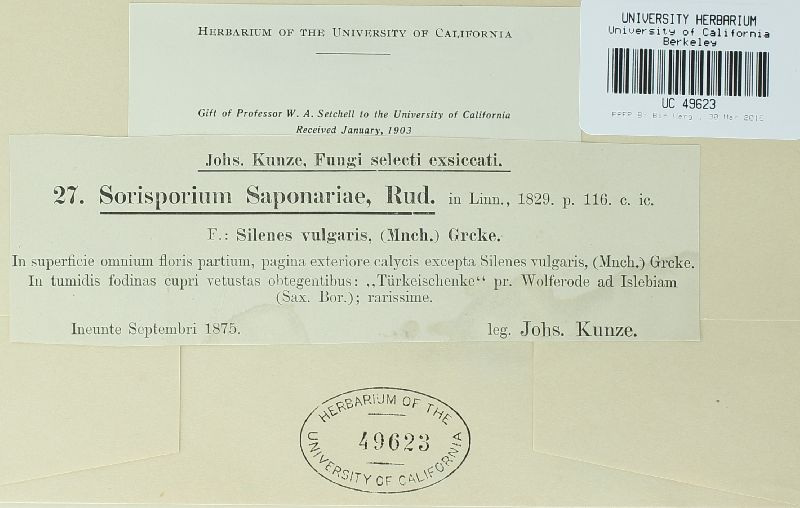 HERBARIUM OF THE UNIVERSITY OF CALIFORNIA
Gift of Professor W. A. Setchell to the University of California
Received January, 1903
UNIVERSITY HERBARIUM
University of California
Berkeley
UC 49623
Johs. Kunze, Fungi selecti exsiccati.
27. Sorisporium Saponariae, Rud. in Linn., 1829. p. 116. c. ic.
F.: Silenes vulgaris, (Mnch.) Grcke.
In superficie omnium floris partium, pagina exteriore calycis excepta Silenes vulgaris, (Mnch.) Grcke.
In tumidis fodinas cupri vetustas obtegentibus: „Türkeischenke“ pr. Wolferode ad Islebiam
(Sax. Bor.); rarissime.
Ineunte Septembri 1875. leg. Johs. Kunze.
HERBARIUM OF THE
49623
UNIVERSITY OF CALIFORNIA